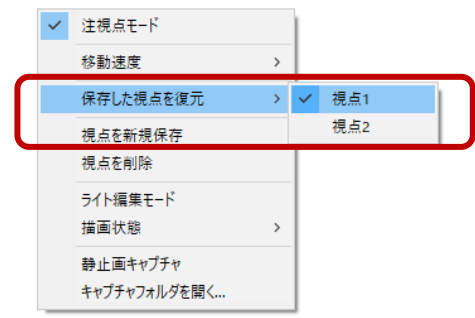 注視点モード
移動速度
保存した視点を復元
視点1
視点2
視点を新規保存
視点を削除
ライト編集モード
描画状態
静止画キャプチャ
キャプチャフォルダを開く...